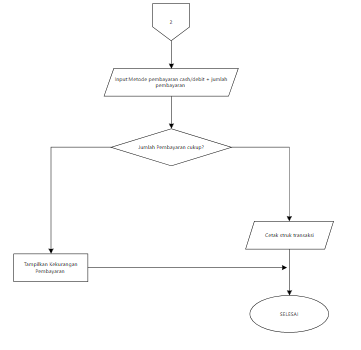 2
Input Metode pembayaran cash/debit + jumlah
pembayaran
Jumlah Pembayaran cukup?
Cetak struk transaksi
Tampilkan Kekurangan
Pembayaran
SELESAI